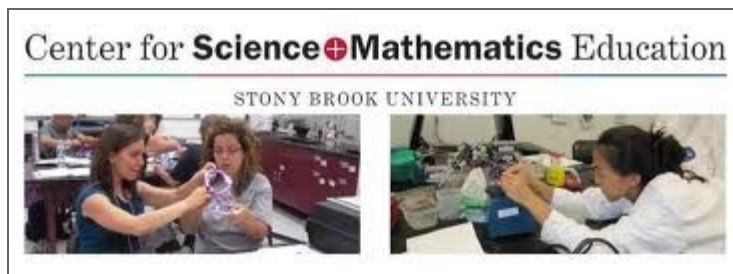 Center for Science+Mathematics Education
STONY BROOK UNIVERSITY